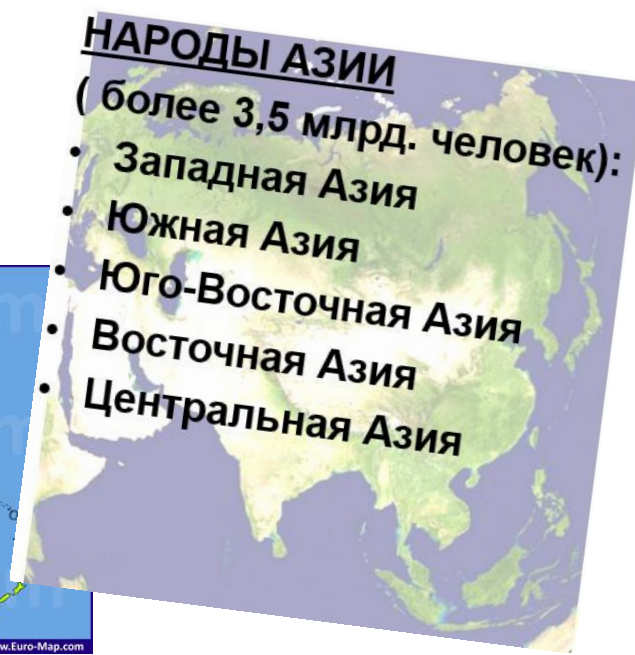 НАРОДЫ АЗИИ
( более 3,5 млрд. человек):
• Западная Азия
• Южная Азия
• Юго-Восточная Азия
• Восточная Азия
• Центральная Азия
w.Euro-Map.com